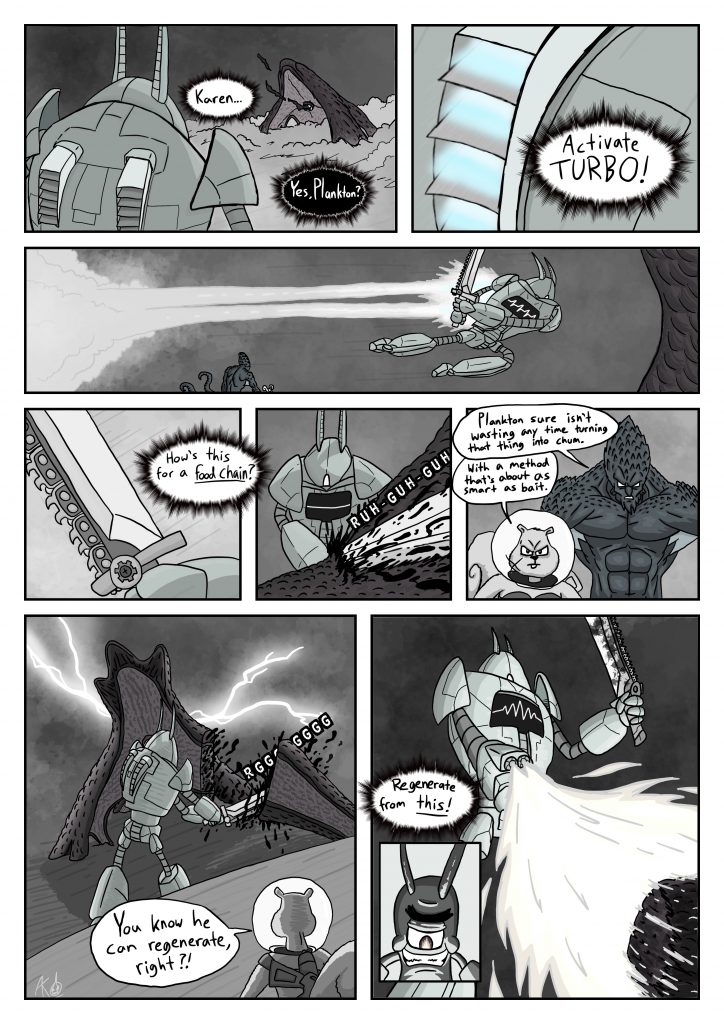 Karen...
Yes, Plankton?
Activate
TURBO!
How's this
for a food chain?
RUH-GUH-GUH
Plankton sure isn't
wasting any time turning
that thing into chum.
With a method
that's about as
smart as bait.
GGGG
You know he
can regenerate,
right?!
Regenerate
from this!